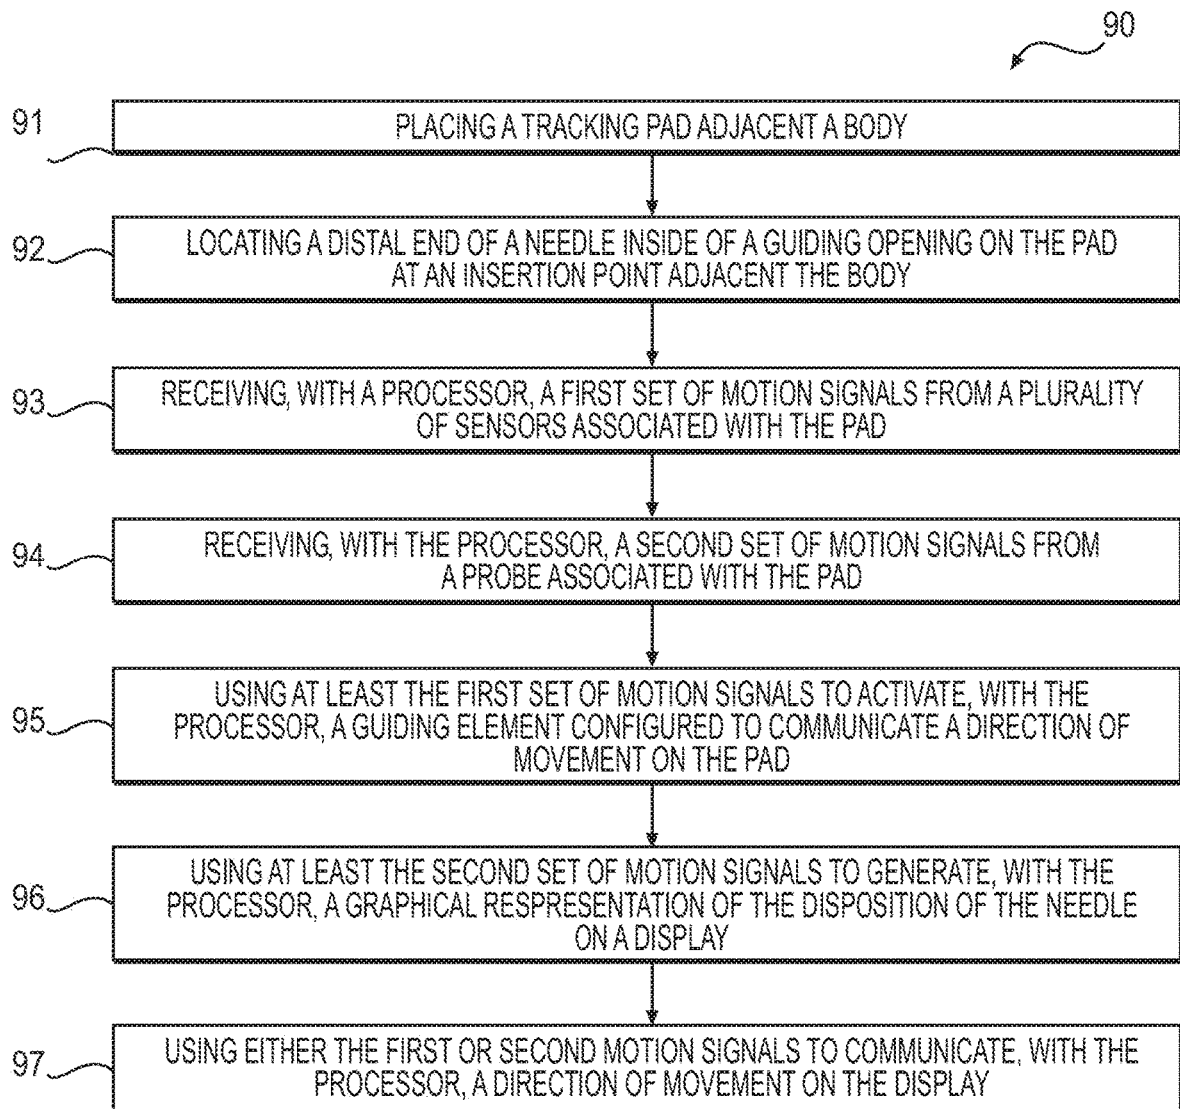 90
91
PLACING A TRACKING PAD ADJACENT A BODY
92
LOCATING A DISTAL END OF A NEEDLE INSIDE OF A GUIDING OPENING ON THE PAD
AT AN INSERTION POINT ADJACENT THE BODY
93
RECEIVING, WITH A PROCESSOR, A FIRST SET OF MOTION SIGNALS FROM A PLURALITY
OF SENSORS ASSOCIATED WITH THE PAD
94
RECEIVING, WITH THE PROCESSOR, A SECOND SET OF MOTION SIGNALS FROM
A PROBE ASSOCIATED WITH THE PAD
95
USING AT LEAST THE FIRST SET OF MOTION SIGNALS TO ACTIVATE, WITH THE
PROCESSOR, A GUIDING ELEMENT CONFIGURED TO COMMUNICATE A DIRECTION OF
MOVEMENT ON THE PAD
96
USING AT LEAST THE SECOND SET OF MOTION SIGNALS TO GENERATE, WITH THE
PROCESSOR, A GRAPHICAL RESPRESENTATION OF THE DISPOSITION OF THE NEEDLE
ON A DISPLAY
97
USING EITHER THE FIRST OR SECOND MOTION SIGNALS TO COMMUNICATE, WITH THE
PROCESSOR, A DIRECTION OF MOVEMENT ON THE DISPLAY